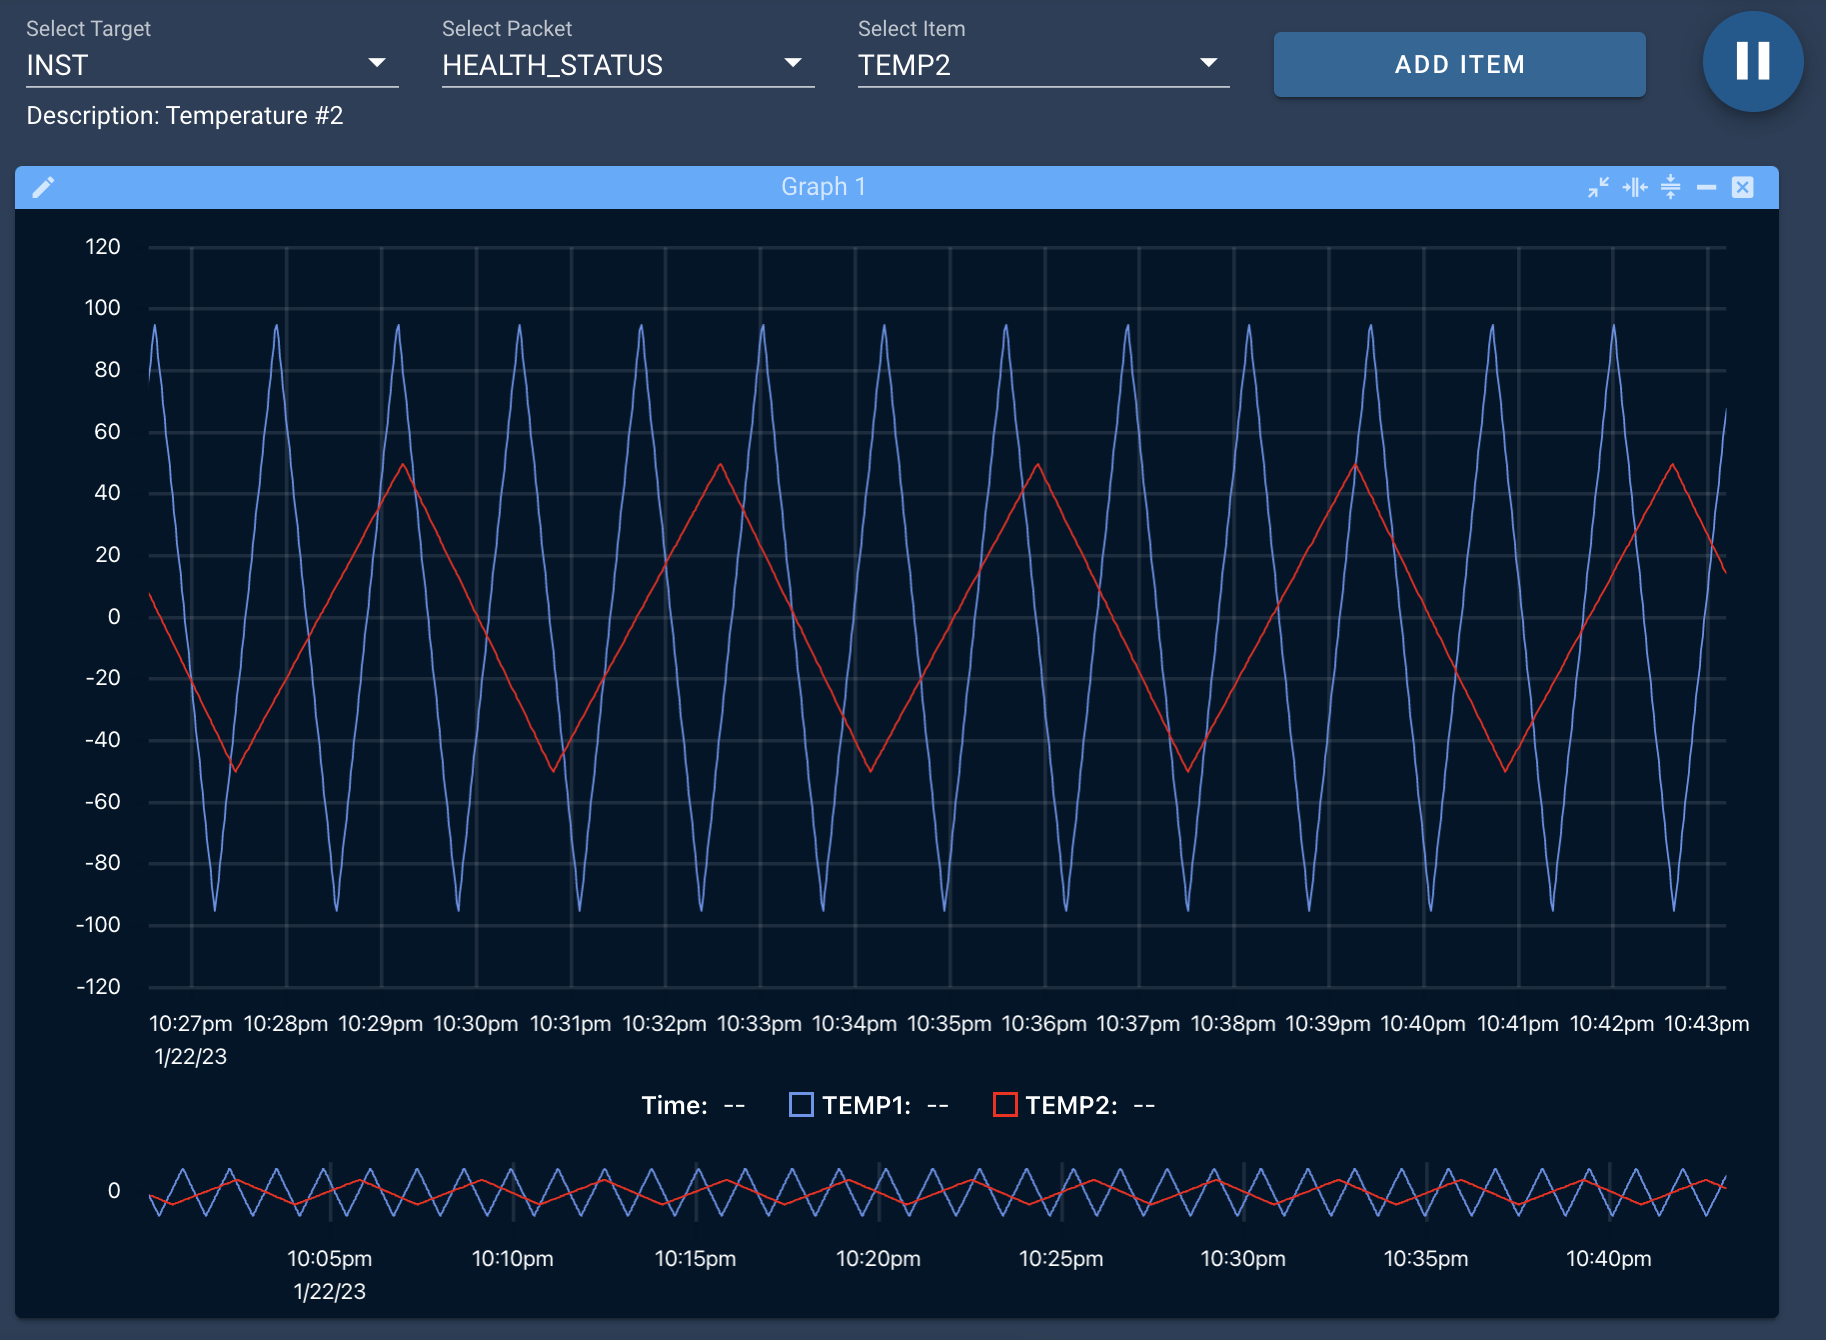 Select Target Select Packet Select Item
INST HEALTH_STATUS TEMP2 ADD ITEM
Description: Temperature #2
Graph 1
120
100
80
60
40
20
0
-20
-40
-60
-80
-100
-120
10:27pm 10:28pm 10:29pm 10:30pm 10:31pm 10:32pm 10:33pm 10:34pm 10:35pm 10:36pm 10:37pm 10:38pm 10:39pm 10:40pm 10:41pm 10:42pm 10:43pm
1/22/23
Time: -- TEMP1: -- TEMP2: --
0
10:05pm 10:10pm 10:15pm 10:20pm 10:25pm 10:30pm 10:35pm 10:40pm
1/22/23